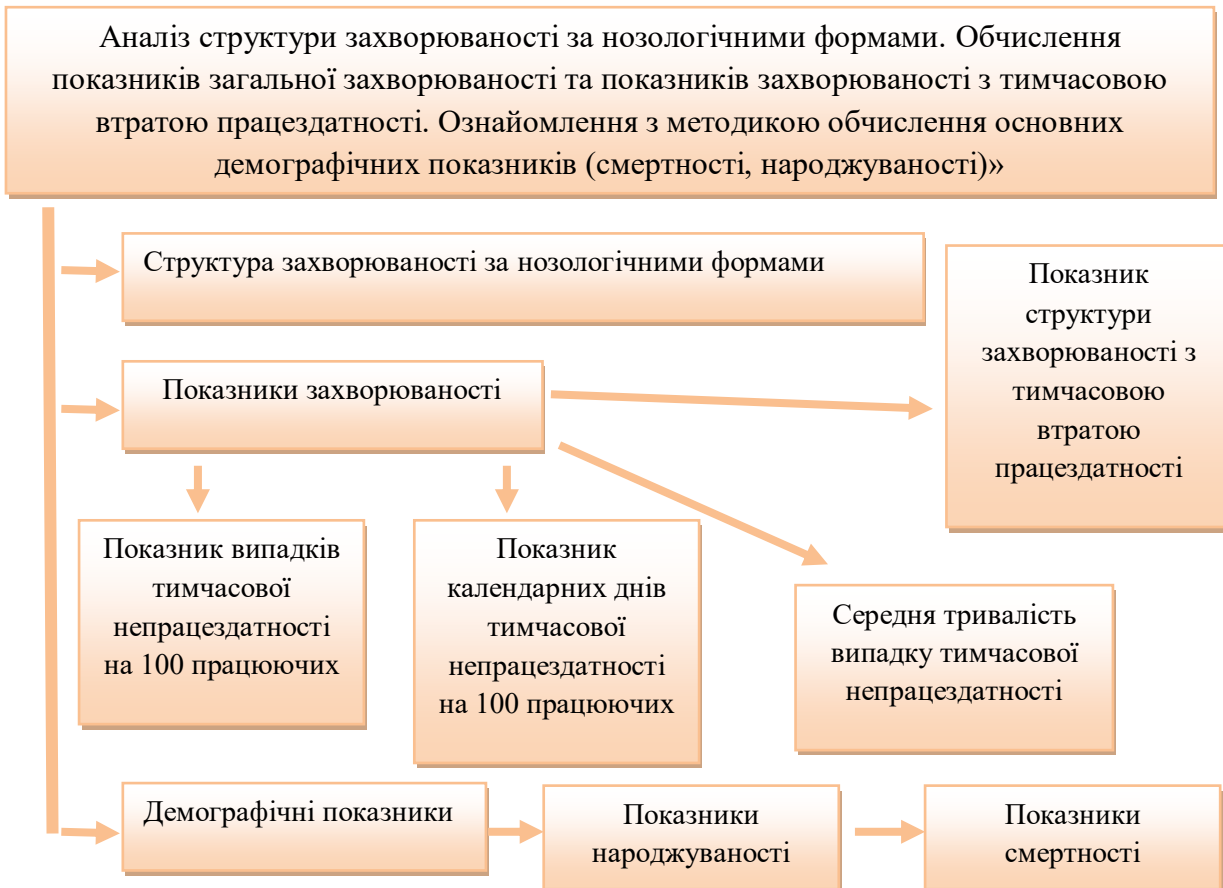 Аналіз структури захворюваності за нозологічними формами. Обчислення
показників загальної захворюваності та показників захворюваності з тимчасовою
втратою працездатності. Ознайомлення з методикою обчислення основних
демографічних показників (смертності, народжуваності)»
Структура захворюваності за нозологічними формами
Показник
структури
захворюваності з
тимчасовою
втратою
працездатності
Показники захворюваності
Показник випадків
тимчасової
непрацездатності
на 100 працюючих
Показник
календарних днів
тимчасової
непрацездатності
на 100 працюючих
Середня тривалість
випадку тимчасової
непрацездатності
Демографічні показники
Показники
народжуваності
Показники
смертності